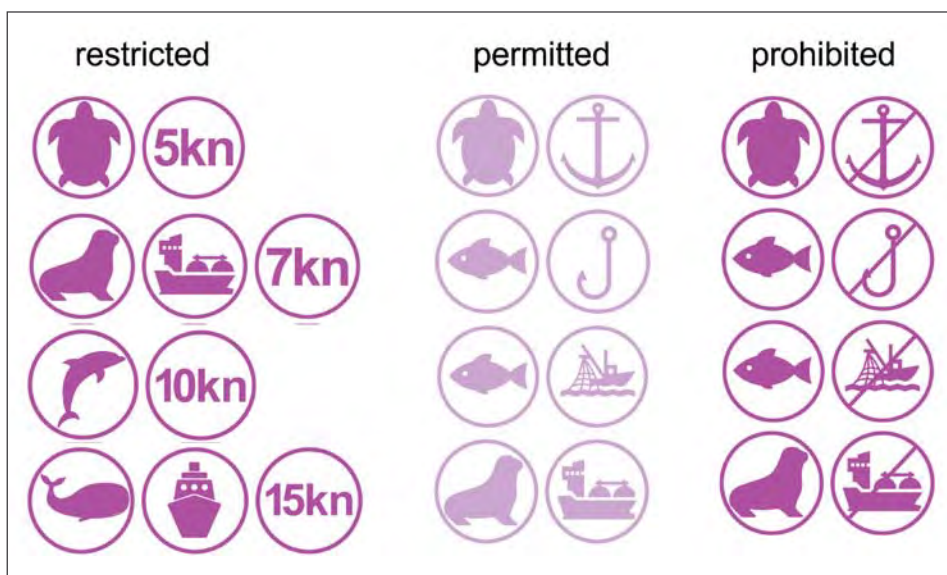 restricted
permitted
prohibited
5kn
7kn
10kn
15kn